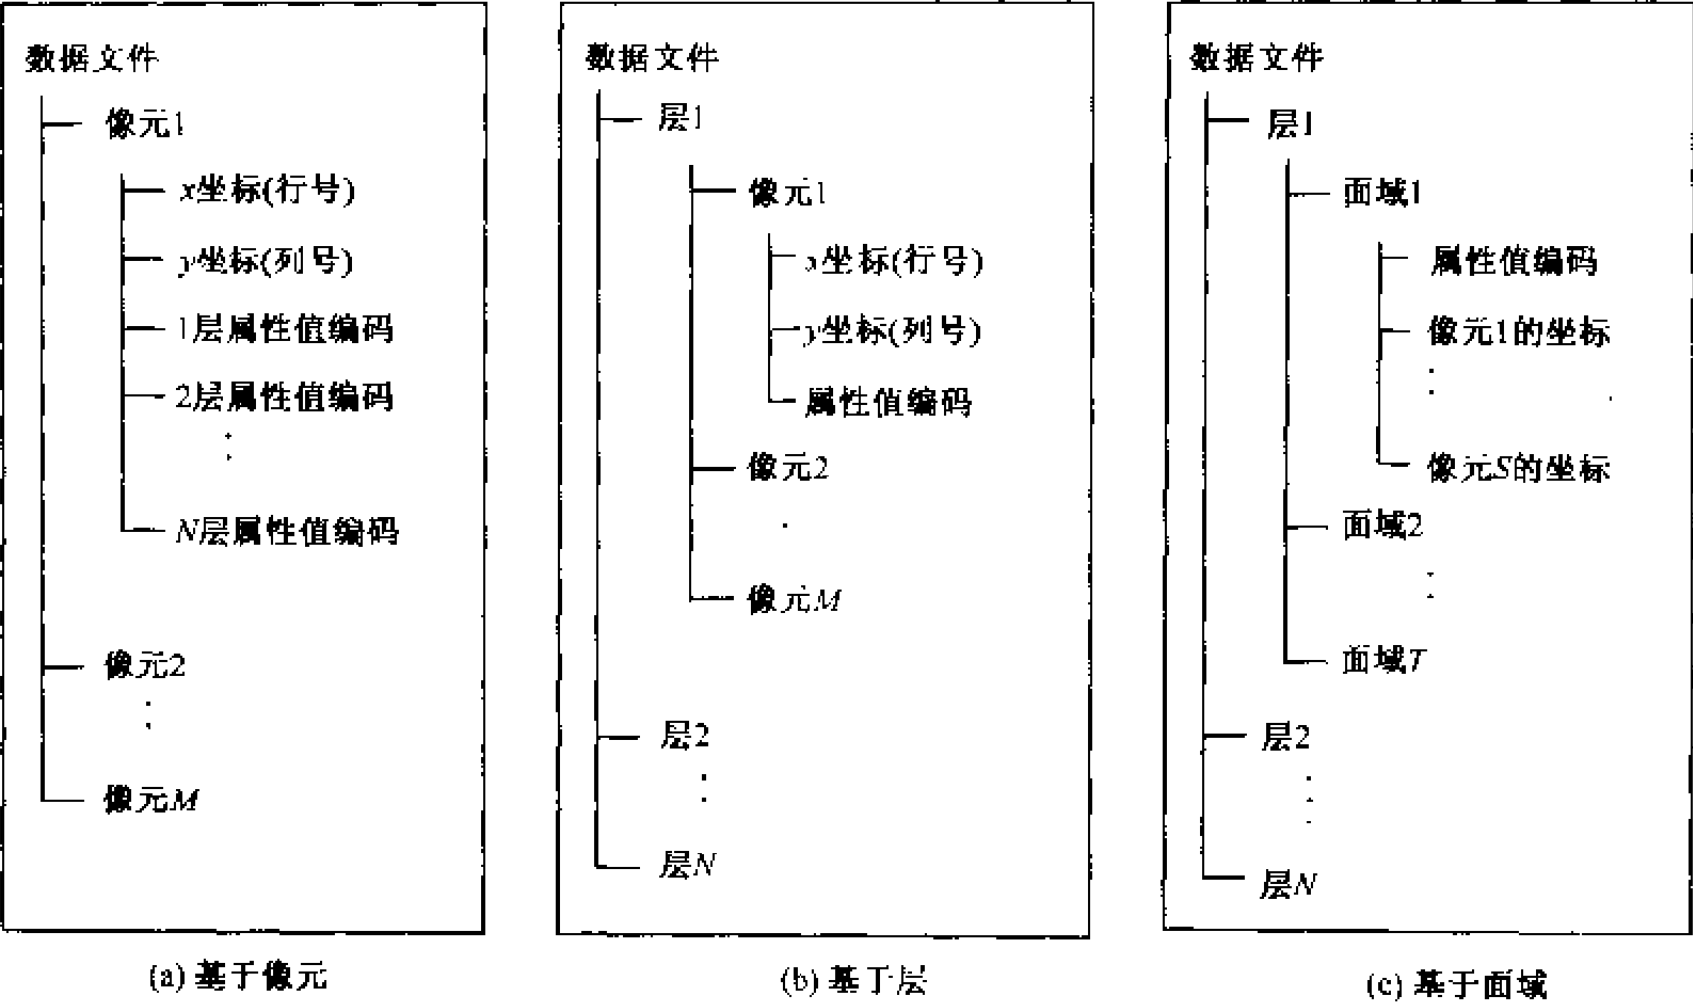 数据文件
像元1
x坐标(行号)
y坐标(列号)
1层属性值编码
2层属性值编码
N层属性值编码
像元2
像元M
(a) 基于像元
数据文件
层1
像元1
x坐标(行号)
y坐标(列号)
属性值编码
像元2
像元M
层2
层N
(b) 基于层
数据文件
层1
面域1
属性值编码
像元1的坐标
像元S的坐标
面域2
面域T
层2
层N
(c) 基于面域